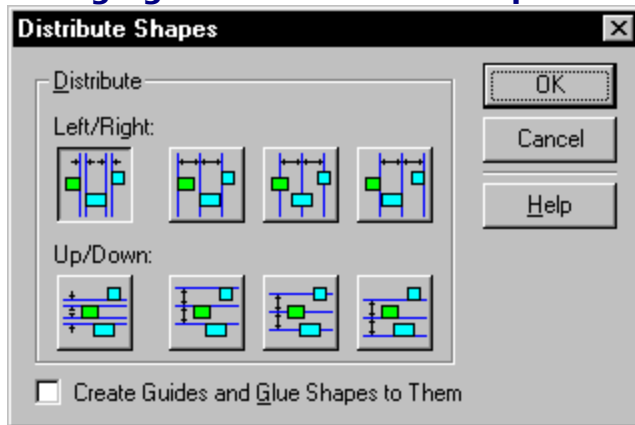 Distribute Shapes
Distribute
OK
Left/Right:
Cancel
Help
Up/Down:
Create Guides and Glue Shapes to Them